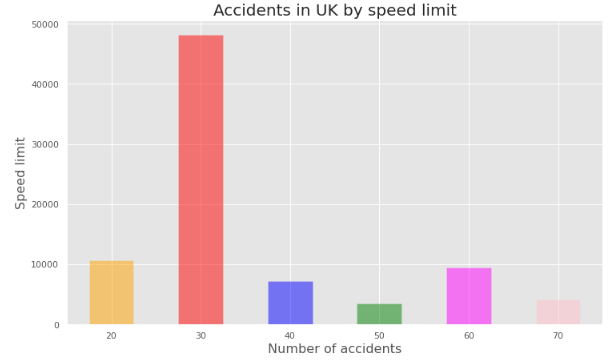 Accidents in UK by speed limit
50000
40000
30000
20000
10000
0
Speed limit
20 30 40 50 60 70
Number of accidents